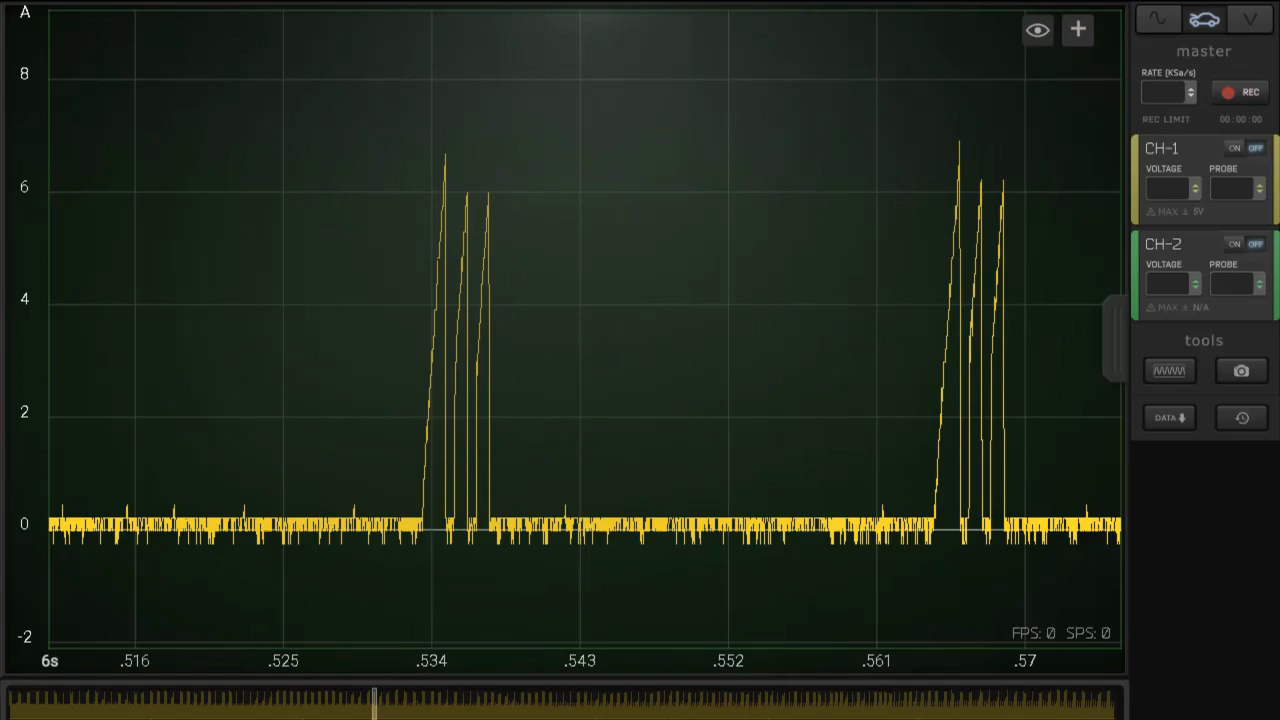 A
8
6
4
2
0
-2
6s .516 .525 .534 .543 .552 .561 .57
FPS: 0 SPS: 0
master
RATE (KSa/s)
REC
REC LIMIT 00:00:00
CH-1 ON OFF
VOLTAGE PROBE
MAX ± 5V
CH-2 ON OFF
VOLTAGE PROBE
MAX ± N/A
tools
DATA